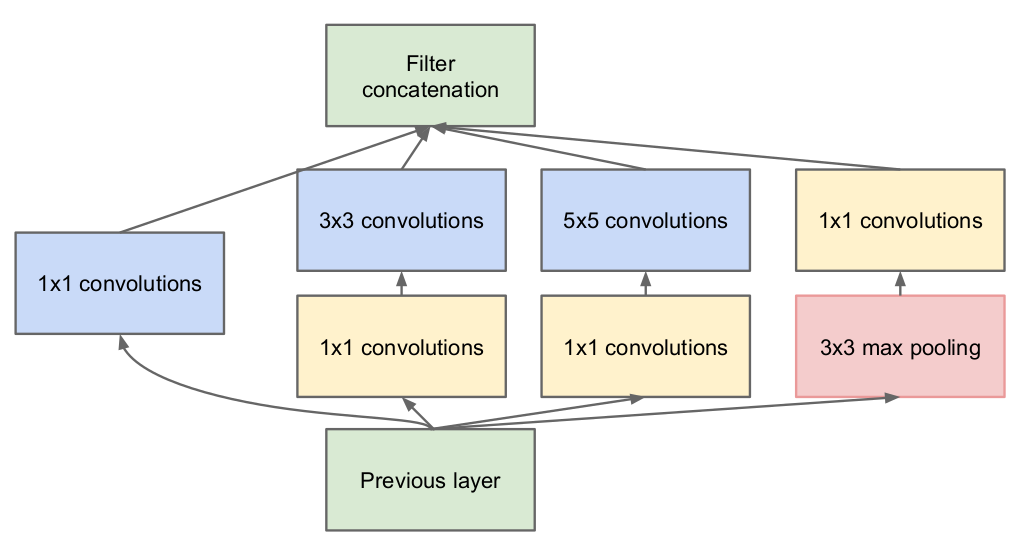 Filter
concatenation
3x3 convolutions
5x5 convolutions
1x1 convolutions
1x1 convolutions
1x1 convolutions
1x1 convolutions
3x3 max pooling
Previous layer